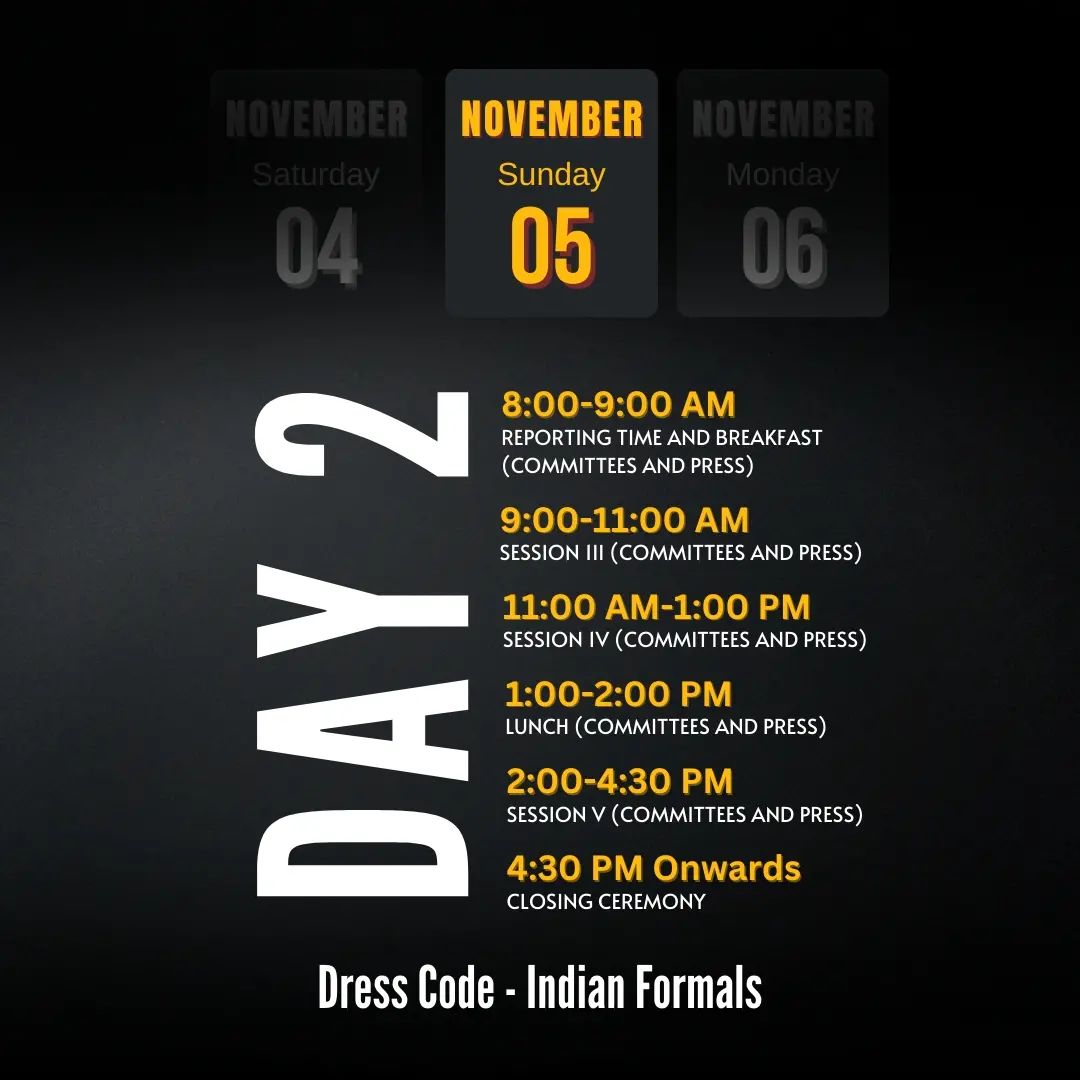 NOVEMBER
Saturday
04
NOVEMBER
Sunday
05
NOVEMBER
Monday
06
DAY 2
8:00-9:00 AM
REPORTING TIME AND BREAKFAST
(COMMITTEES AND PRESS)
9:00-11:00 AM
SESSION III (COMMITTEES AND PRESS)
11:00 AM-1:00 PM
SESSION IV (COMMITTEES AND PRESS)
1:00-2:00 PM
LUNCH (COMMITTEES AND PRESS)
2:00-4:30 PM
SESSION V (COMMITTEES AND PRESS)
4:30 PM Onwards
CLOSING CEREMONY
Dress Code - Indian Formals